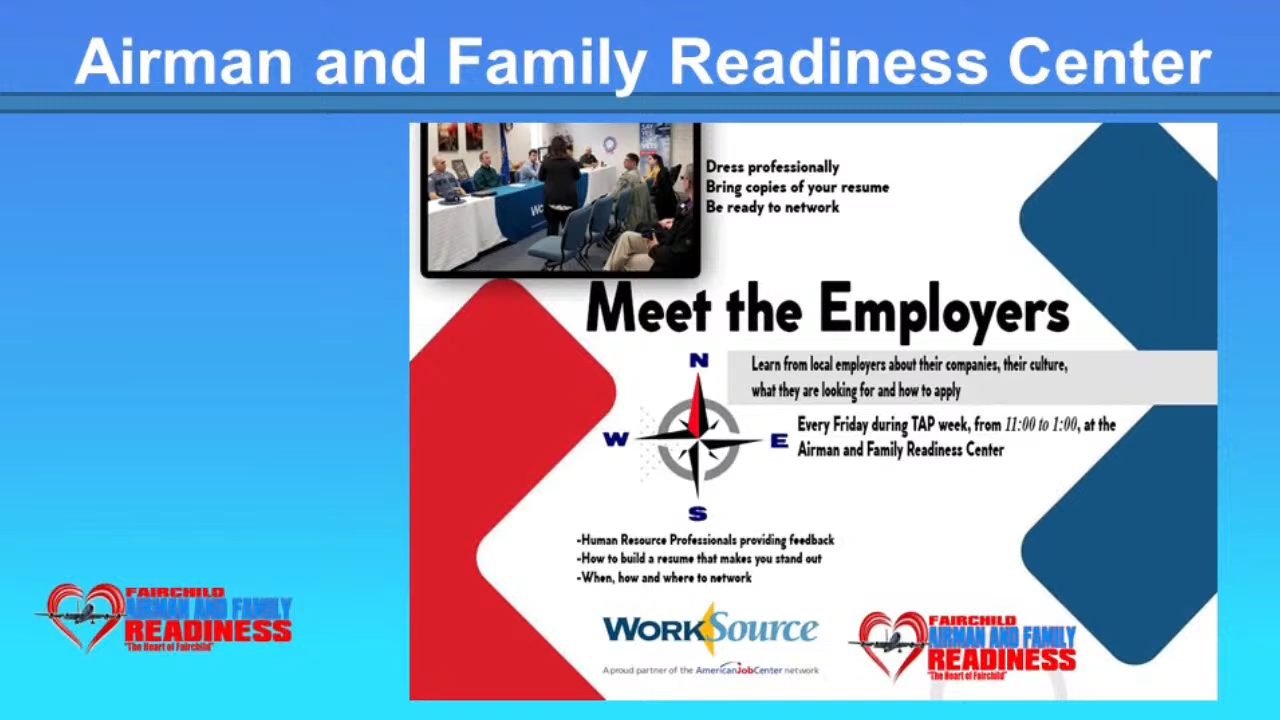 Airman and Family Readiness Center
Dress professionally
Bring copies of your resume
Be ready to network
Meet the Employers
Learn from local employers about their companies, their culture,
what they are looking for and how to apply
Every Friday during TAP week, from 11:00 to 1:00, at the
Airman and Family Readiness Center
N
W
E
S
-Human Resource Professionals providing feedback
-How to build a resume that makes you stand out
-When, how and where to network
WorkSource
A proud partner of the AmericanJobCenter network
FAIRCHILD
AIRMAN AND FAMILY
READINESS
"The Heart of Fairchild"
FAIRCHILD
AIRMAN AND FAMILY
READINESS
"The Heart of Fairchild"